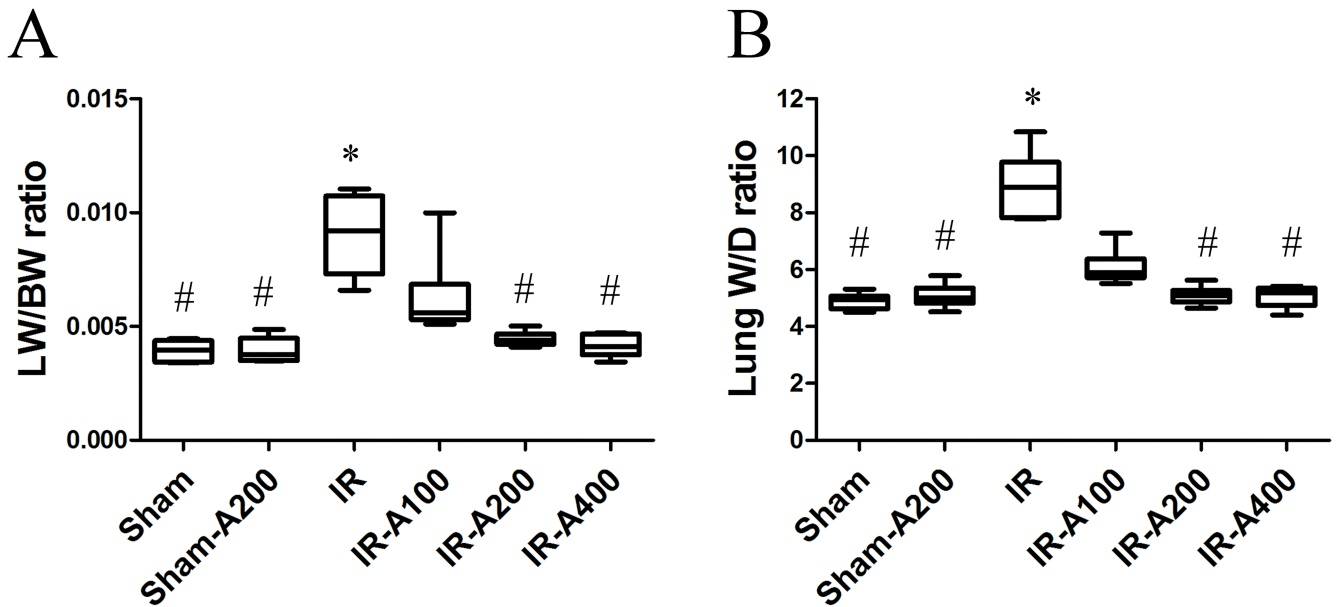 A
LW/BW ratio
0.015
0.010
0.005
0.000
*
# # # #
Sham Sham-A200 IR IR-A100 IR-A200 IR-A400
B
Lung W/D ratio
12
10
8
6
4
2
0
*
# # # #
Sham Sham-A200 IR IR-A100 IR-A200 IR-A400